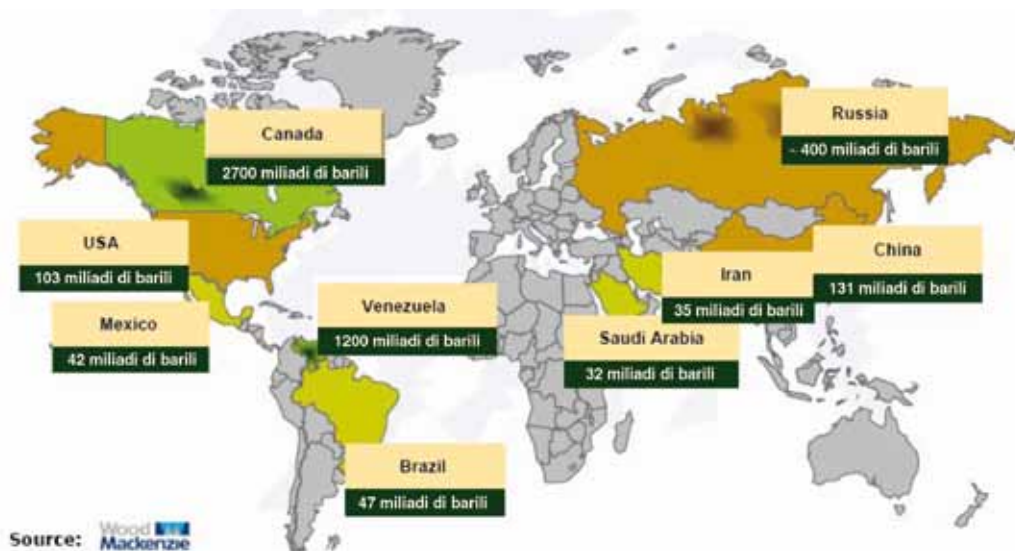 Canada
2700 miliadi di barili
Russia
~ 400 miliadi di barili
USA
103 miliadi di barili
China
131 miliadi di barili
Iran
35 miliadi di barili
Venezuela
1200 miliadi di barili
Mexico
42 miliadi di barili
Saudi Arabia
32 miliadi di barili
Brazil
47 miliadi di barili
Source: Wood
Mackenzie